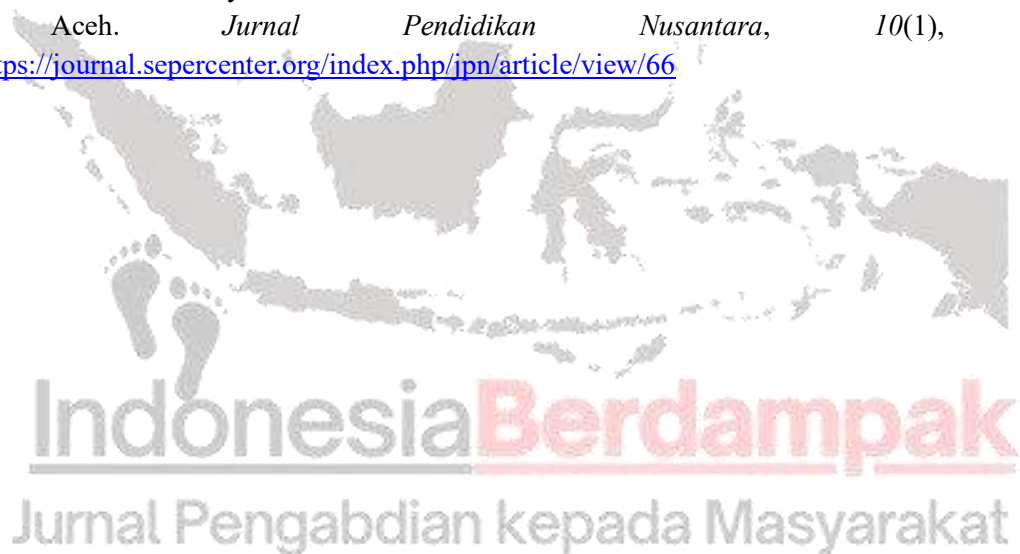 Aceh. Jurnal Pendidikan Nusantara, 10(1),
tps://journal.sepercenter.org/index.php/jpn/article/view/66
IndonesiaBerdampak
Jurnal Pengabdian kepada Masyarakat